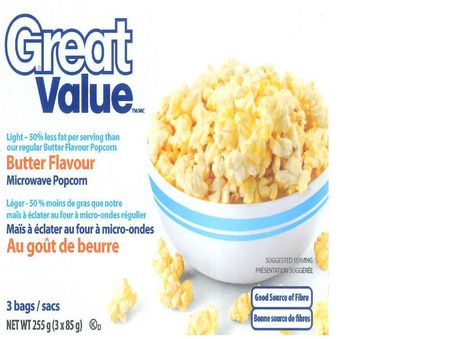 Great
Value
TM/MC
Light – 50% less fat per serving than
our regular Butter Flavour Popcorn
Butter Flavour
Microwave Popcorn
Léger - 50 % moins de gras que notre
maïs à éclater au four à micro-ondes régulier
Maïs à éclater au four à micro-ondes
Au goût de beurre
3 bags / sacs
NET WT 255 g (3 x 85 g)
SUGGESTED SERVING
PRÉSENTATION SUGGÉRÉE
Good Source of Fibre
Bonne source de fibres